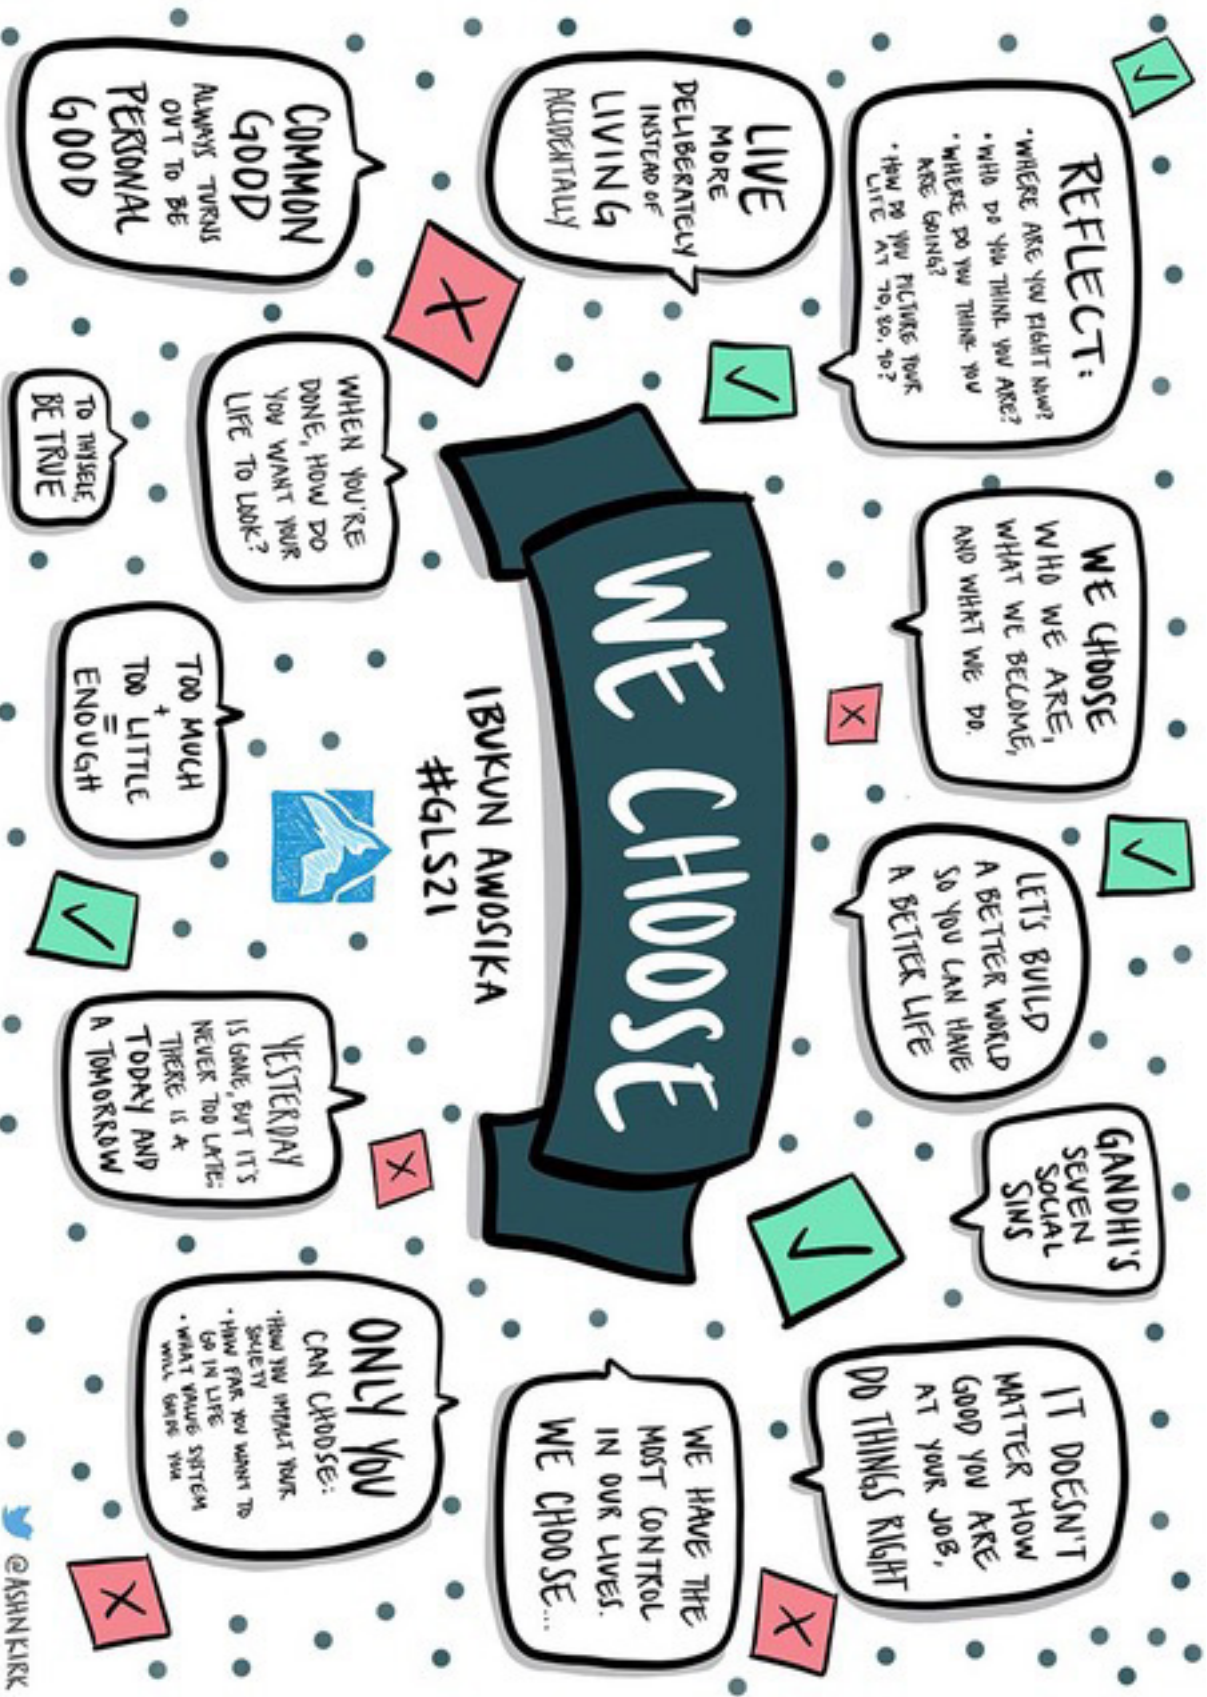 REFLECT:
• WHERE ARE YOU RIGHT NOW?
• WHO DO YOU THINK YOU ARE?
• WHERE DO YOU THINK YOU
ARE GOING?
• HOW DO YOU PICTURE YOUR
LIFE AT 70, 80, 90?
WE CHOOSE
WHO WE ARE,
WHAT WE BECOME,
AND WHAT WE DO.
LET'S BUILD
A BETTER WORLD
SO YOU CAN HAVE
A BETTER LIFE
GANDHI'S
SEVEN
SOCIAL
SINS
IT DOESN'T
MATTER HOW
GOOD YOU ARE
AT YOUR JOB,
DO THINGS RIGHT
LIVE
MORE
DELIBERATELY
INSTEAD OF
LIVING
ACCIDENTALLY
WE CHOOSE
IBUKUN AWOSIKA
#GLS21
WE HAVE THE
MOST CONTROL
IN OUR LIVES.
WE CHOOSE...
COMMON
GOOD
ALWAYS TURNS
OUT TO BE
PERSONAL
GOOD
WHEN YOU'RE
DONE, HOW DO
YOU WANT YOUR
LIFE TO LOOK?
TO THYSELF,
BE TRUE
TOO MUCH
+
TOO LITTLE
=
ENOUGH
YESTERDAY
IS GONE, BUT IT'S
NEVER TOO LATE;
THERE IS A
TODAY AND
A TOMORROW
ONLY YOU
CAN CHOOSE:
• HOW YOU IMPACT YOUR
SOCIETY
• HOW FAR YOU WANT TO
GO IN LIFE
• WHAT VALUE SYSTEM
WILL GUIDE YOU
@ASHNKIRK